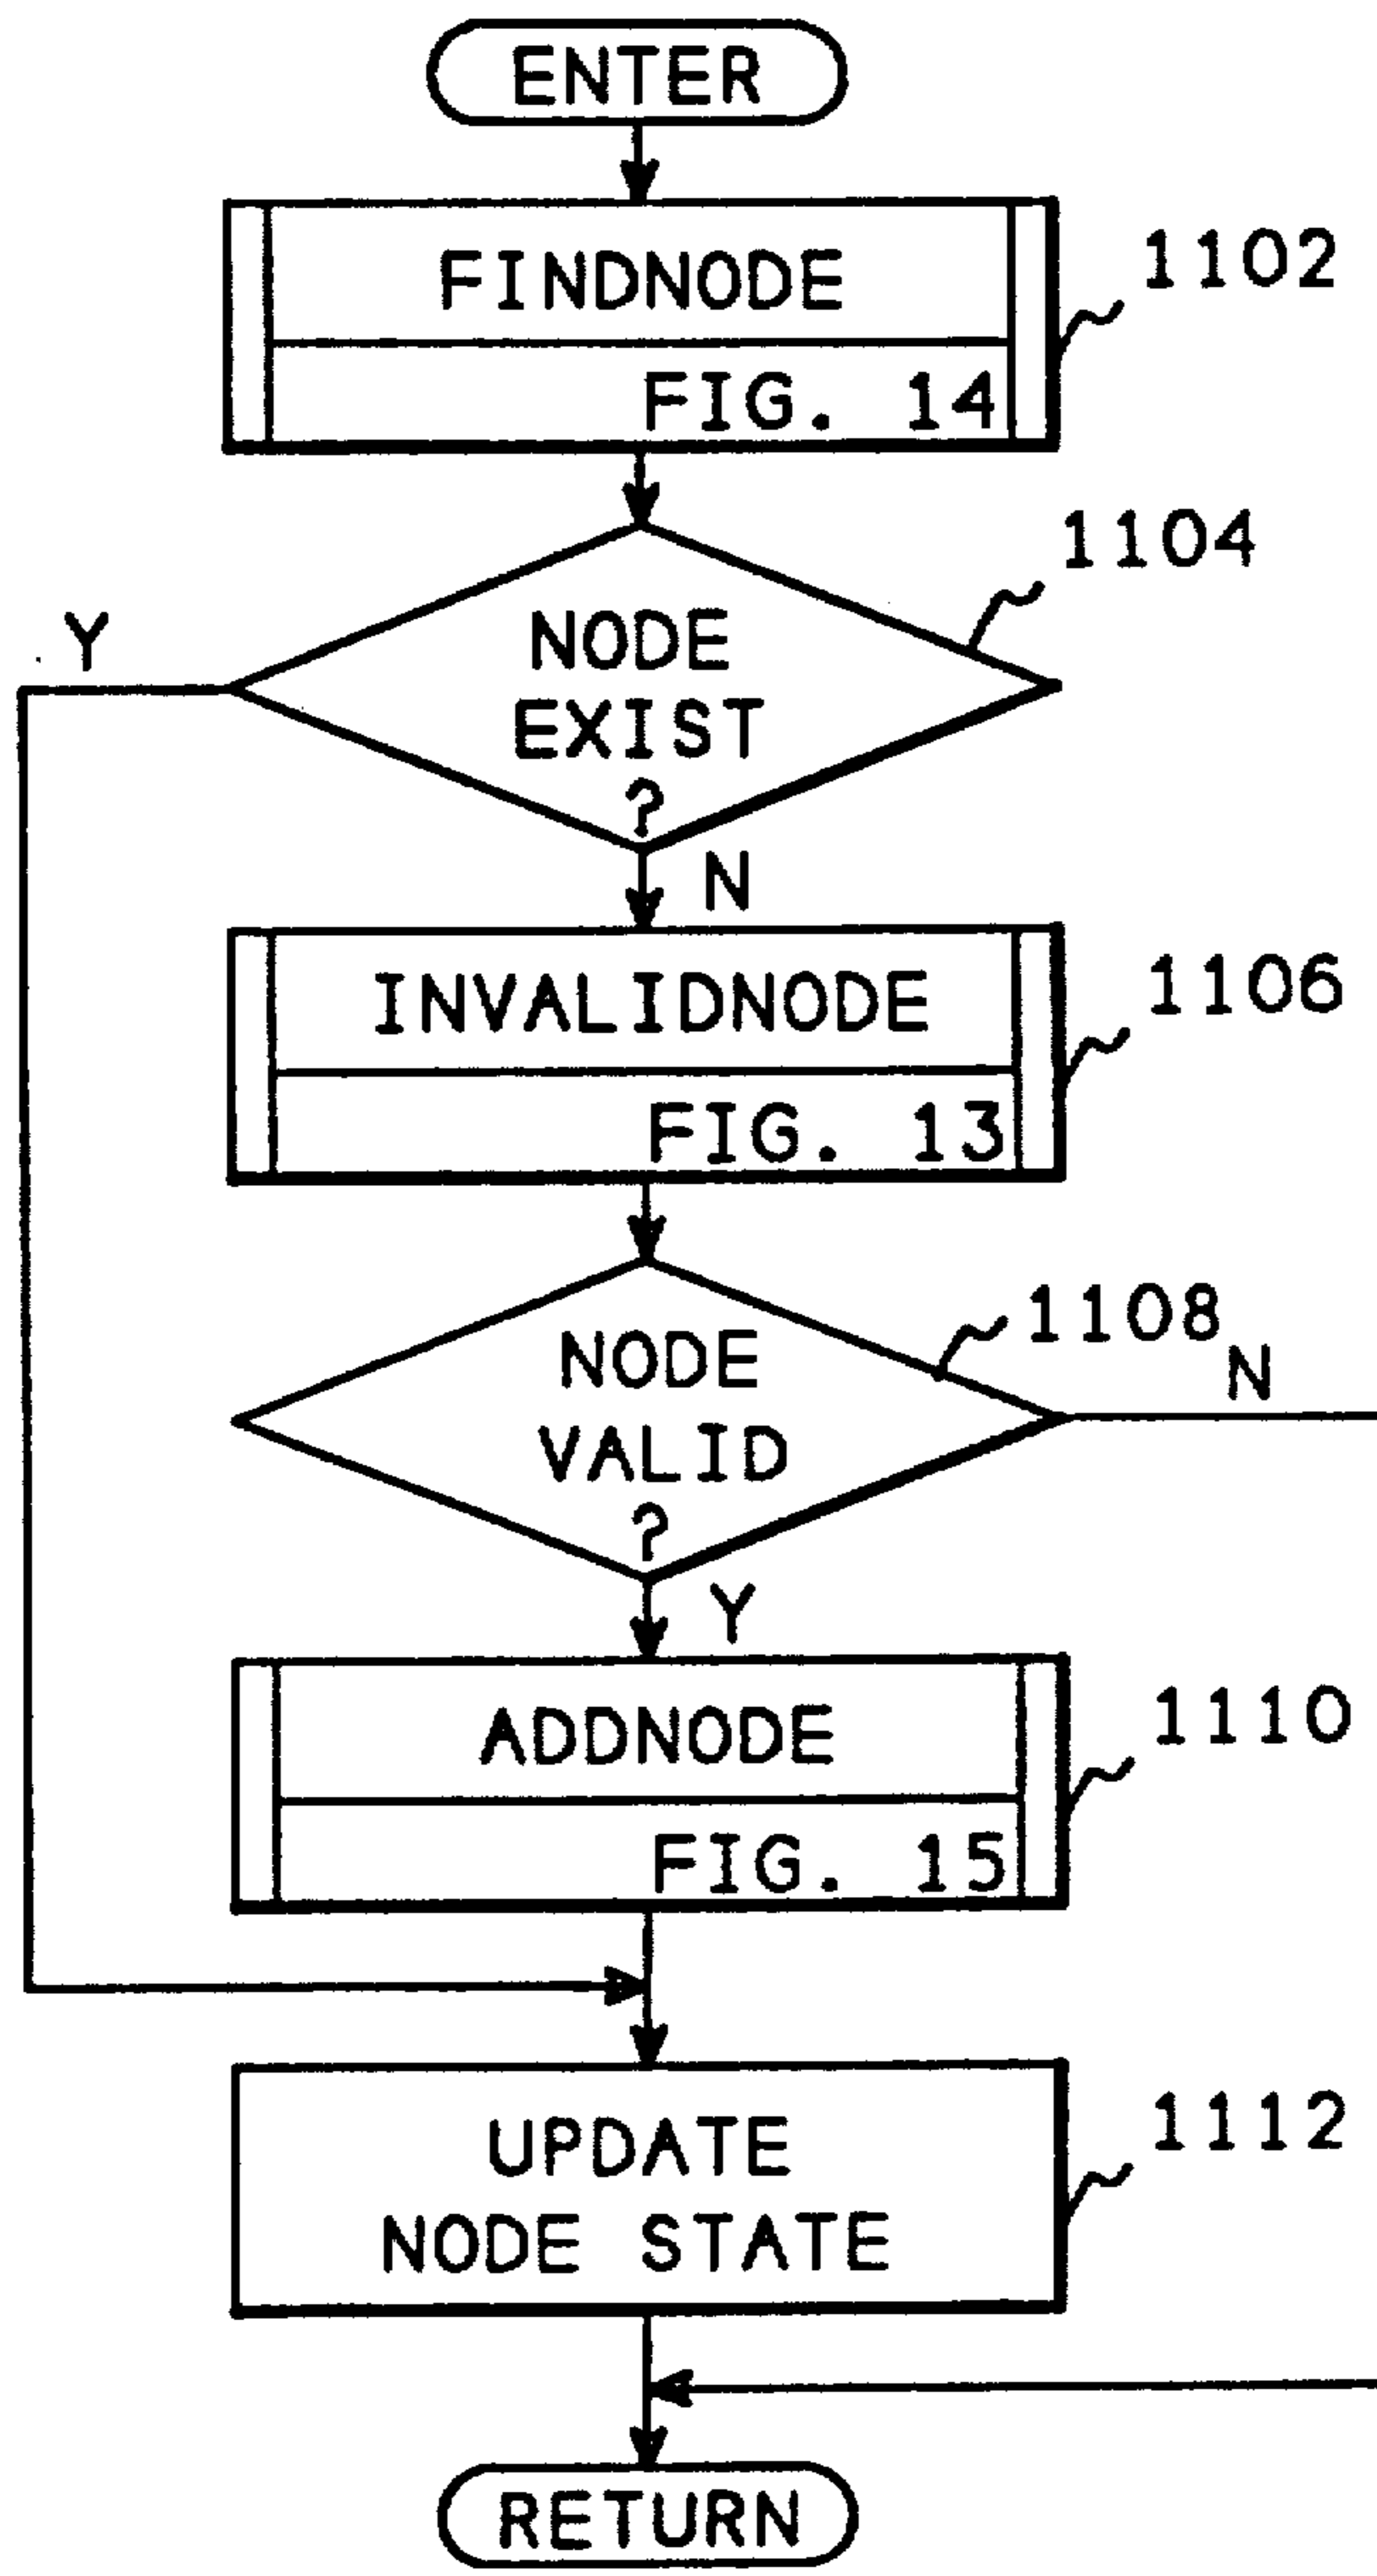 ENTER
FINDNODE
1102
FIG. 14
1104
Y
NODE
EXIST
?
N
INVALIDNODE
1106
FIG. 13
1108
N
NODE
VALID
?
Y
ADDNODE
1110
FIG. 15
UPDATE
1112
NODE STATE
RETURN